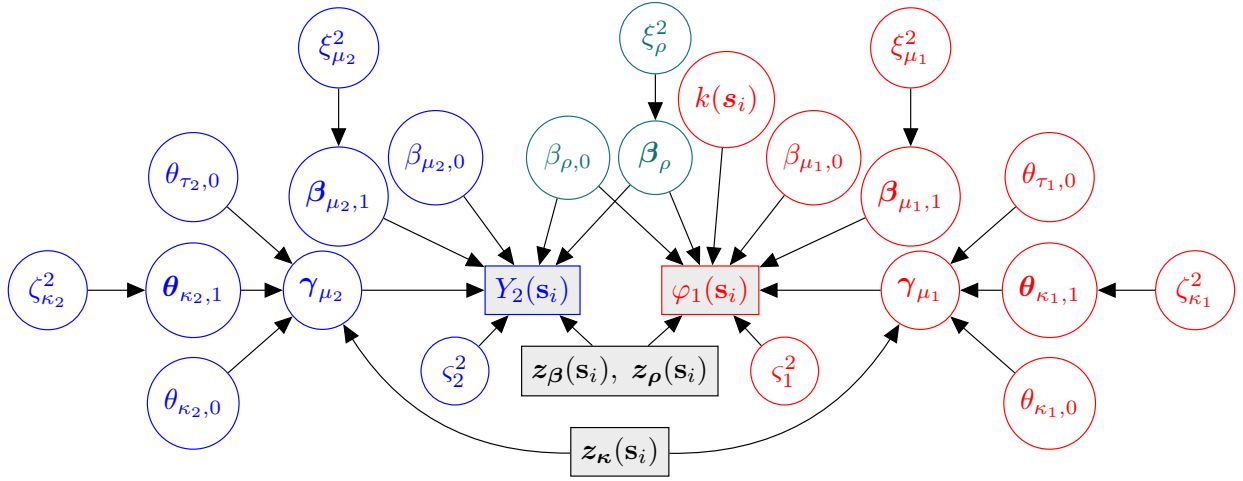 ξ²_{μ₂}
ξ²_ρ
ξ²_{μ₁}
k(𝒔_i)
θ_{τ₂,0}
𝜷_{μ₂,1}
β_{μ₂,0}
β_{ρ,0}
𝜷_ρ
β_{μ₁,0}
𝜷_{μ₁,1}
θ_{τ₁,0}
ζ²_{κ₂}
𝜽_{κ₂,1}
𝜸_{μ₂}
Y₂(𝐬_i)
φ₁(𝐬_i)
𝜸_{μ₁}
𝜽_{κ₁,1}
ζ²_{κ₁}
θ_{κ₂,0}
ς²₂
𝒛_𝜷(𝐬_i), 𝒛_𝝆(𝐬_i)
ς²₁
θ_{κ₁,0}
𝒛_𝜿(𝐬_i)